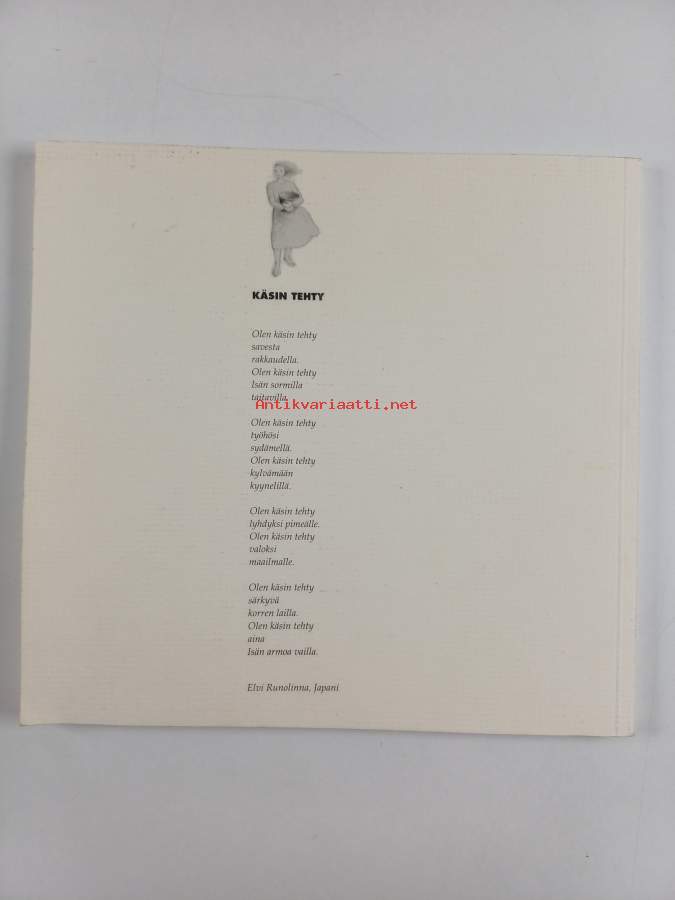 KÄSIN TEHTY
Olen käsin tehty
savesta
rakkaudella.
Olen käsin tehty
Isän sormilla
taitavilla.
Antikvariaatti.net
Olen käsin tehty
työhösi
sydämellä.
Olen käsin tehty
kylvämään
kyynelillä.
Olen käsin tehty
lyhdyksi pimeälle.
Olen käsin tehty
valoksi
maailmalle.
Olen käsin tehty
särkyvä
korren lailla.
Olen käsin tehty
aina
Isän armoa vailla.
Elvi Runolinna, Japani